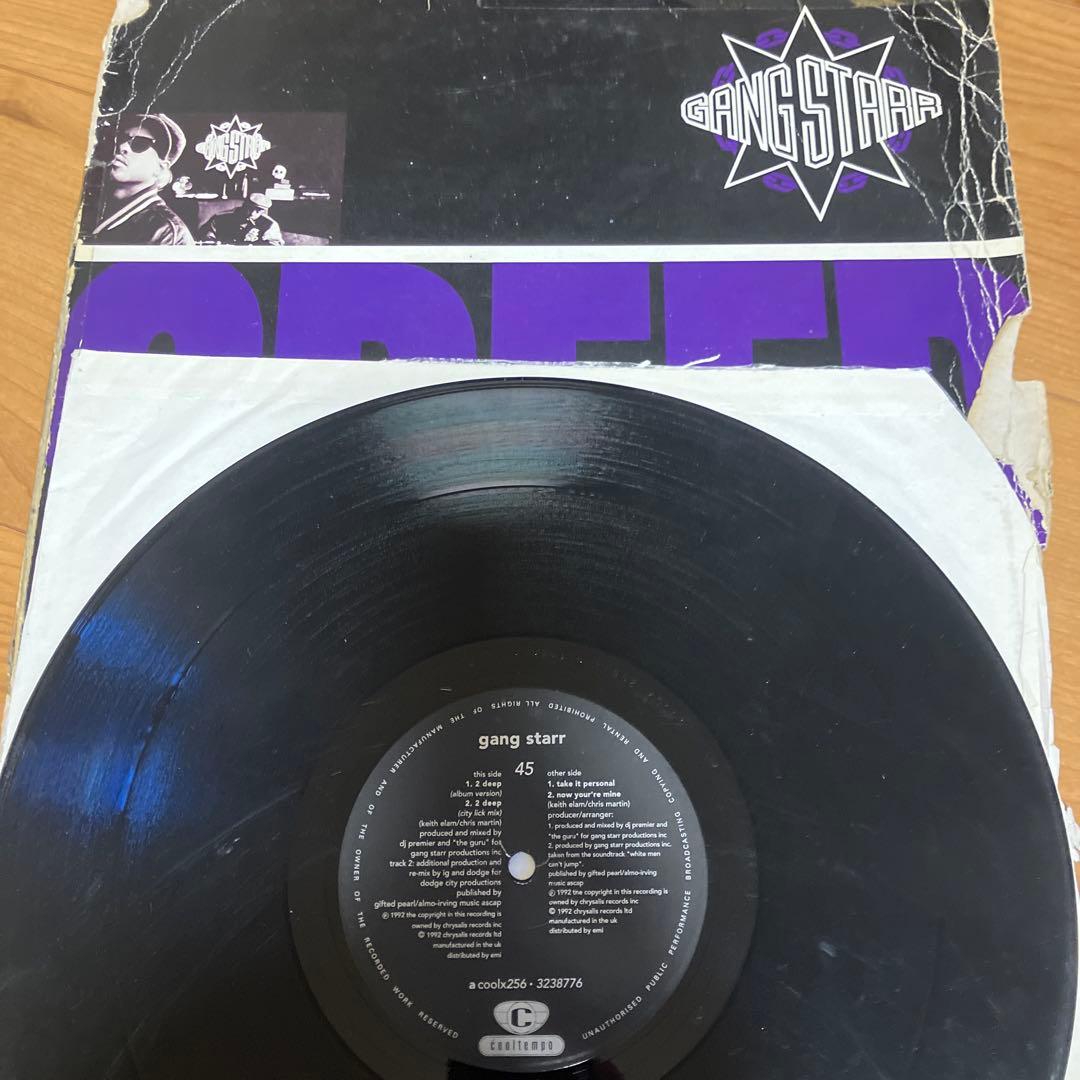 GANGSTARR
GANGSTARR
gang starr
45
this side
1. 2 deep
(album version)
2. 2 deep
(city lick mix)
(keith elam/chris martin)
produced and mixed by
dj premier and "the guru" for
gang starr productions inc
track 2: additional production and
re-mix by ig and dodge for
dodge city productions
published by
gifted pearl/almo-irving music ascap
℗ 1992 the copyright in this recording is
owned by chrysalis records inc
© 1992 chrysalis records ltd
manufactured in the uk
distributed by emi
other side
1. take it personal
2. now your're mine
(keith elam/chris martin)
producer/arranger:
1. produced and mixed by dj premier and
"the guru" for gang starr productions inc
2. produced by gang starr productions inc.
taken from the soundtrack "white men
can't jump".
published by gifted pearl/almo-irving
music ascap
℗ 1992 the copyright in this recording is
owned by chrysalis records inc
© 1992 chrysalis records ltd
manufactured in the uk
distributed by emi
a coolx256 · 3238776
C
cooltempo
ALL RIGHTS OF THE MANUFACTURER AND OF THE OWNER OF THE RECORDED WORK RESERVED
UNAUTHORISED PUBLIC PERFORMANCE BROADCASTING COPYING AND RENTAL PROHIBITED